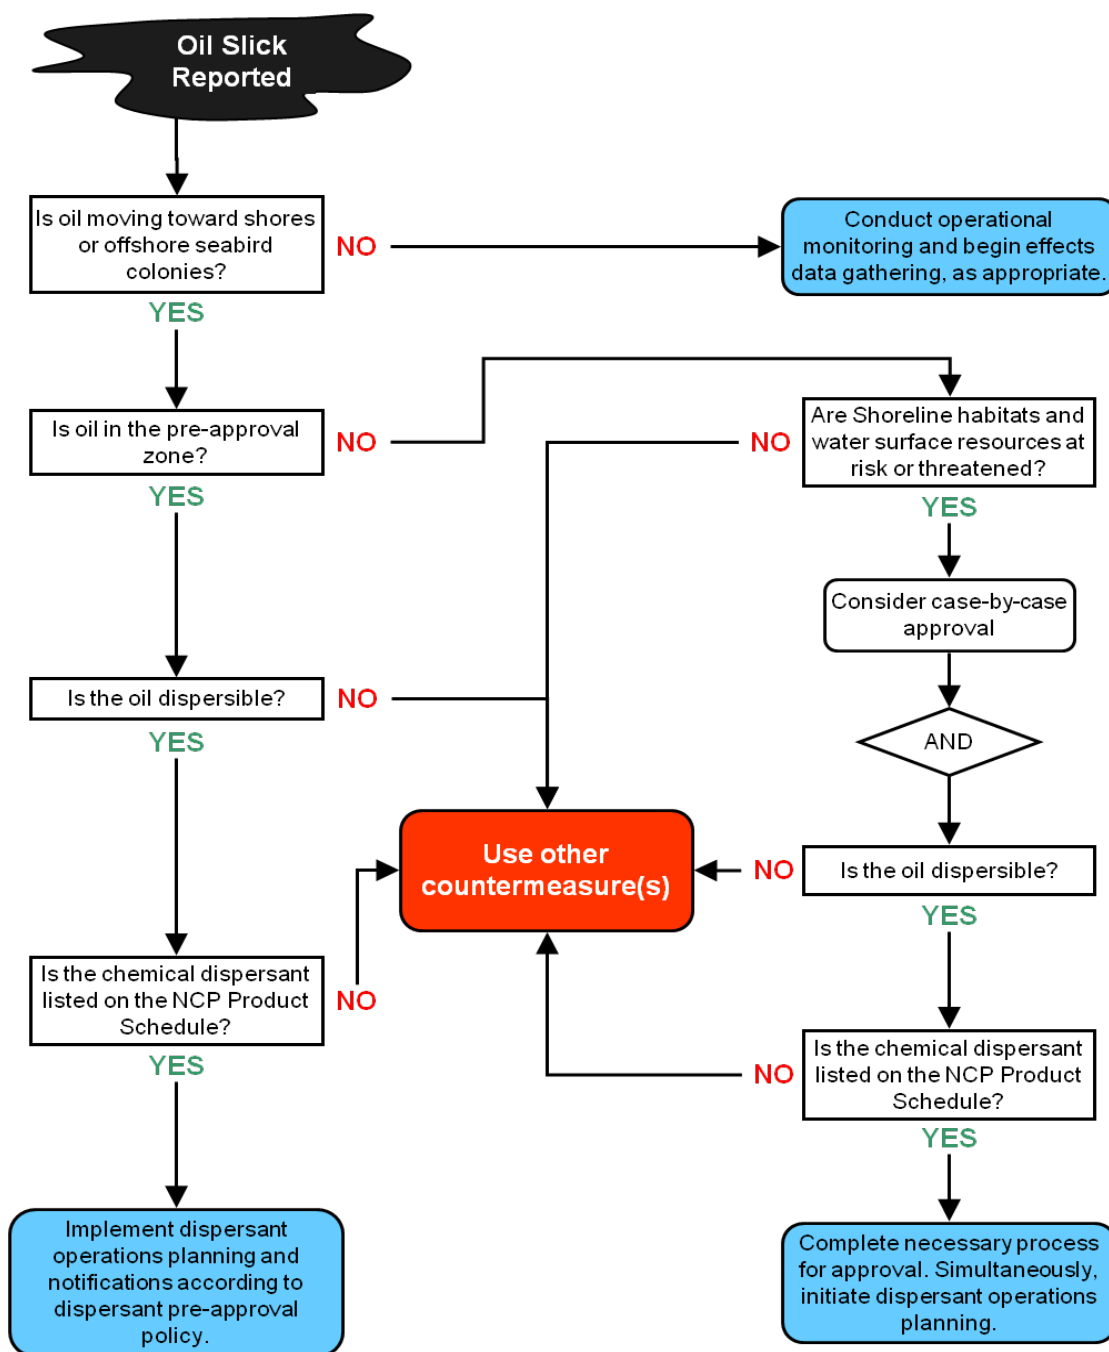 Oil Slick
Reported
Is oil moving toward shores
or offshore seabird
colonies?
NO
Conduct operational
monitoring and begin effects
data gathering, as appropriate.
YES
Is oil in the pre-approval
zone?
NO
NO
Are Shoreline habitats and
water surface resources at
risk or threatened?
YES
YES
Consider case-by-case
approval
Is the oil dispersible?
NO
AND
YES
Use other
countermeasure(s)
NO
Is the oil dispersible?
YES
Is the chemical dispersant
listed on the NCP Product
Schedule?
NO
NO
Is the chemical dispersant
listed on the NCP Product
Schedule?
YES
YES
Implement dispersant
operations planning and
notifications according to
dispersant pre-approval
policy.
Complete necessary process
for approval. Simultaneously,
initiate dispersant operations
planning.